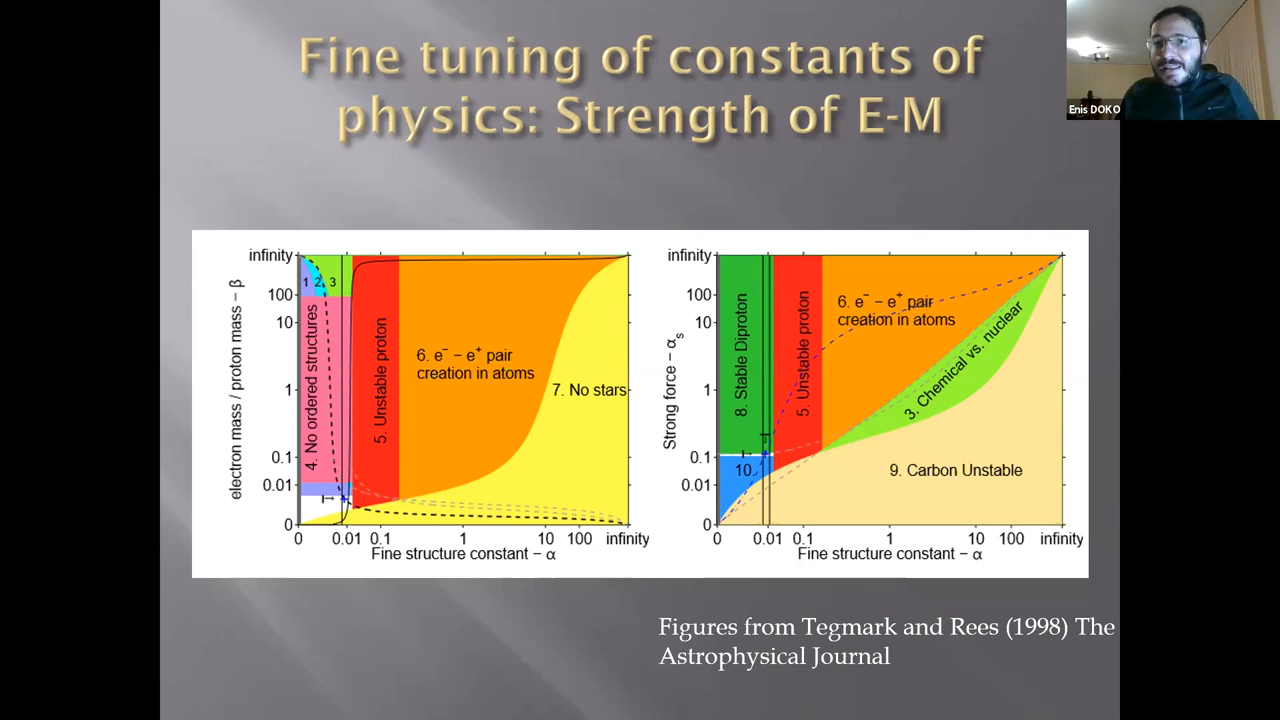 Fine tuning of constants of
physics: Strength of E-M
Enis DOKO
electron mass / proton mass – β
infinity
100
10
1
0.1
0.01
0
1 2 3
4. No ordered structures
5. Unstable proton
6. e⁻ – e⁺ pair
creation in atoms
7. No stars
0 0.01 0.1 1 10 100 infinity
Fine structure constant – α
Strong force – αₛ
infinity
100
10
1
0.1
0.01
0
8. Stable Diproton
5. Unstable proton
6. e⁻ – e⁺ pair
creation in atoms
3. Chemical vs. nuclear
9. Carbon Unstable
10.
0 0.01 0.1 1 10 100 infinity
Fine structure constant – α
Figures from Tegmark and Rees (1998) The
Astrophysical Journal